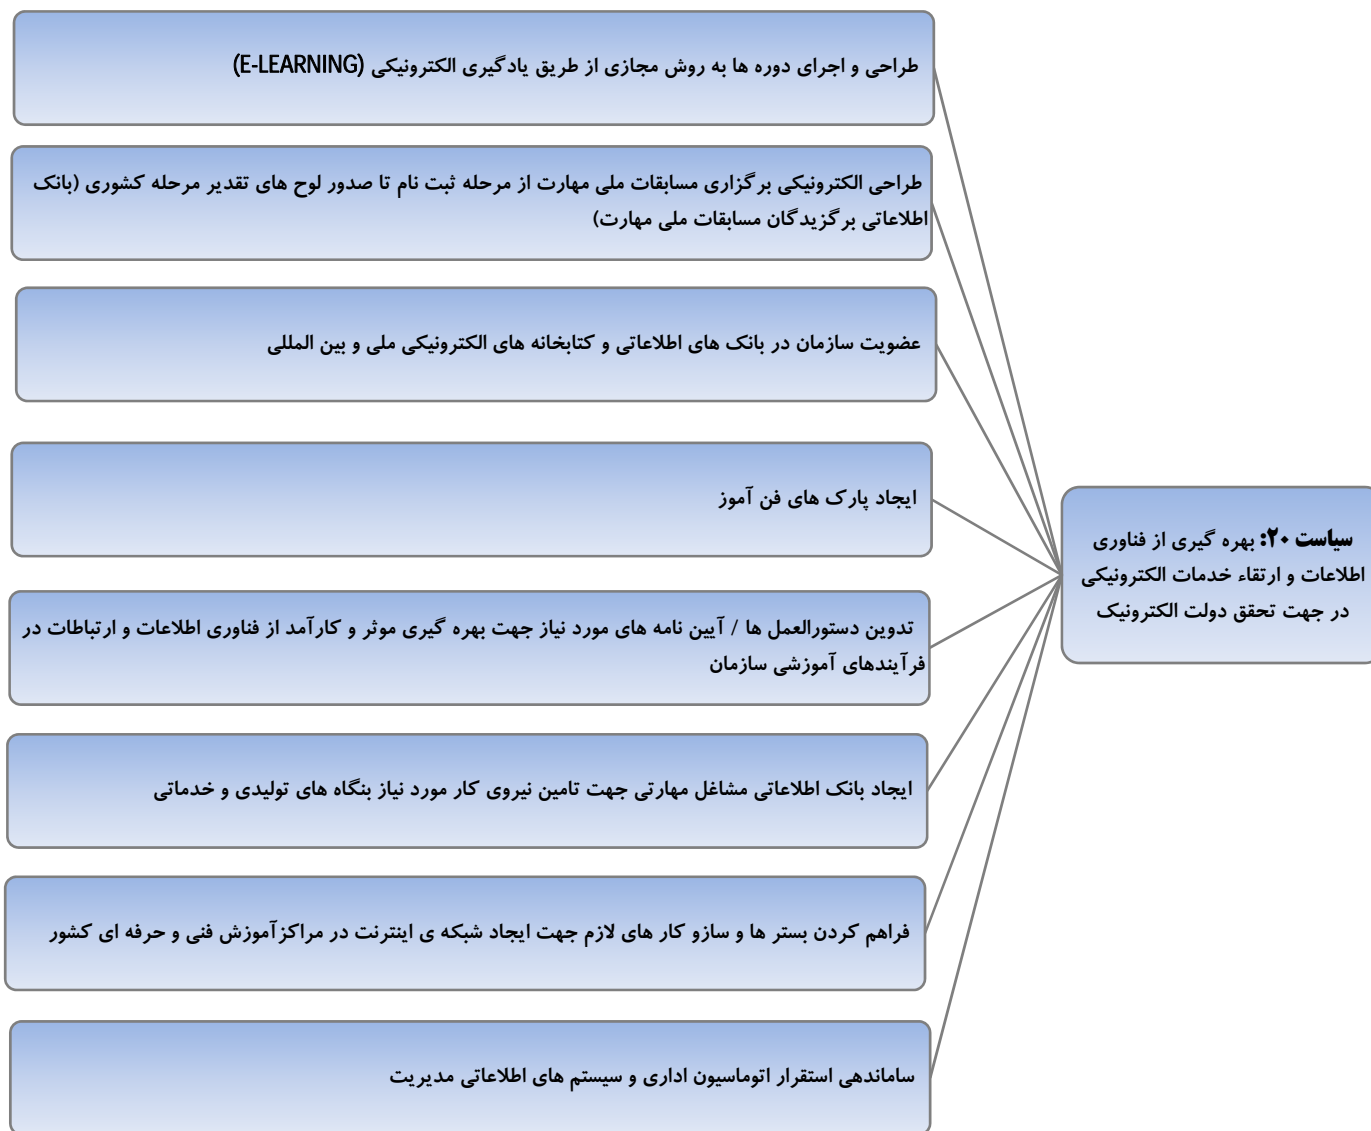 سیاست ۲۰: بهره گیری از فناوری
اطلاعات و ارتقاء خدمات الکترونیکی
در جهت تحقق دولت الکترونیک
طراحی و اجرای دوره ها به روش مجازی از طریق یادگیری الکترونیکی (E-LEARNING)
طراحی الکترونیکی برگزاری مسابقات ملی مهارت از مرحله ثبت نام تا صدور لوح های تقدیر مرحله کشوری (بانک
اطلاعاتی برگزیدگان مسابقات ملی مهارت)
عضویت سازمان در بانک های اطلاعاتی و کتابخانه های الکترونیکی ملی و بین المللی
ایجاد پارک های فن آموز
تدوین دستورالعمل ها / آیین نامه های مورد نیاز جهت بهره گیری موثر و کارآمد از فناوری اطلاعات و ارتباطات در
فرآیندهای آموزشی سازمان
ایجاد بانک اطلاعاتی مشاغل مهارتی جهت تامین نیروی کار مورد نیاز بنگاه های تولیدی و خدماتی
فراهم کردن بستر ها و سازو کار های لازم جهت ایجاد شبکه ی اینترنت در مراکزآموزش فنی و حرفه ای کشور
ساماندهی استقرار اتوماسیون اداری و سیستم های اطلاعاتی مدیریت